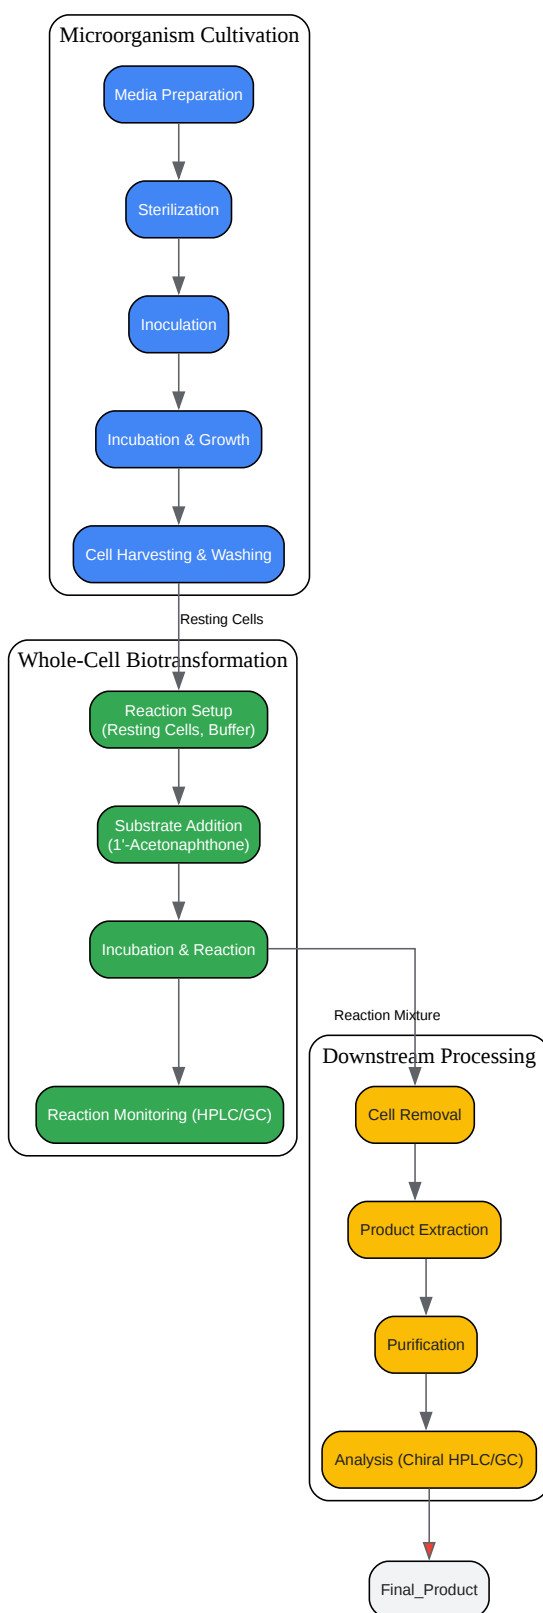 Microorganism Cultivation
Media Preparation
Sterilization
Inoculation
Incubation & Growth
Cell Harvesting & Washing
Resting Cells
Whole-Cell Biotransformation
Reaction Setup
(Resting Cells, Buffer)
Substrate Addition
(1'-Acetonaphthone)
Incubation & Reaction
Reaction Monitoring (HPLC/GC)
Reaction Mixture
Downstream Processing
Cell Removal
Product Extraction
Purification
Analysis (Chiral HPLC/GC)
Final_Product